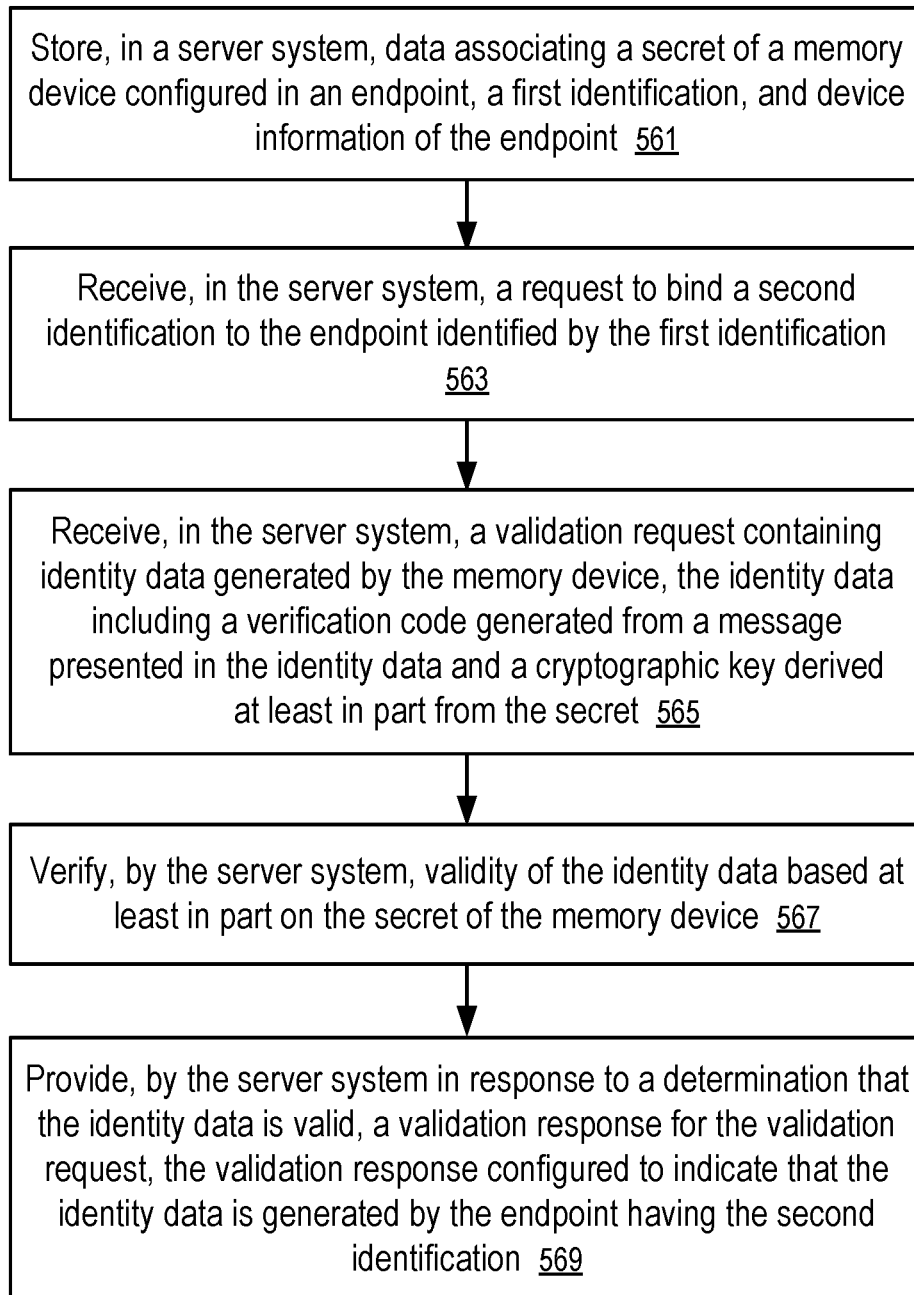 Store, in a server system, data associating a secret of a memory
device configured in an endpoint, a first identification, and device
information of the endpoint 561
Receive, in the server system, a request to bind a second
identification to the endpoint identified by the first identification
563
Receive, in the server system, a validation request containing
identity data generated by the memory device, the identity data
including a verification code generated from a message
presented in the identity data and a cryptographic key derived
at least in part from the secret 565
Verify, by the server system, validity of the identity data based at
least in part on the secret of the memory device 567
Provide, by the server system in response to a determination that
the identity data is valid, a validation response for the validation
request, the validation response configured to indicate that the
identity data is generated by the endpoint having the second
identification 569